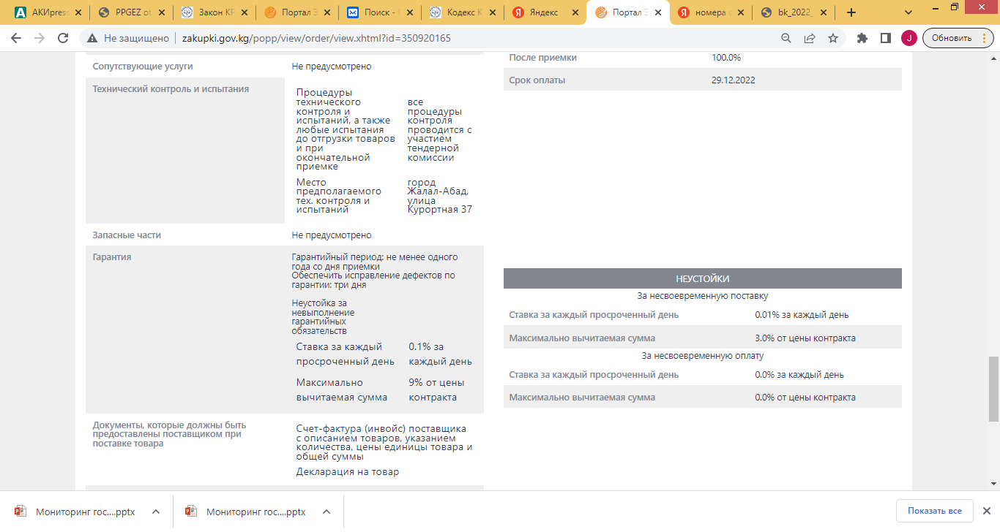 АКИpress
PPGEZ ot
Закон КР
Портал Э
Поиск - П
Кодекс К
Яндекс
Портал Э
номера с
bk_2022_
Не защищено
zakupki.gov.kg/popp/view/order/view.xhtml?id=350920165
J
Обновить
Сопутствующие услуги
Не предусмотрено
Технический контроль и испытания
Процедуры
технического
контроля и
испытаний, а также
любые испытания
до отгрузки товаров
и при
окончательной
приемке
все
процедуры
контроля
проводится с
участием
тендерной
комиссии
Место
предполагаемого
тех. контроля и
испытаний
город
Жалал-Абад,
улица
Курортная 37
Запасные части
Не предусмотрено
Гарантия
Гарантийный период: не менее одного
года со дня приемки
Обеспечить исправление дефектов по
гарантии: три дня
Неустойка за
невыполнение
гарантийных
обязательств
Ставка за каждый
просроченный день
0.1% за
каждый день
Максимально
вычитаемая сумма
9% от цены
контракта
Документы, которые должны быть
предоставлены поставщиком при
поставке товара
Счет-фактура (инвойс) поставщика
с описанием товаров, указанием
количества, цены единицы товара и
общей суммы
Декларация на товар
После приемки
100.0%
Срок оплаты
29.12.2022
НЕУСТОЙКИ
За несвоевременную поставку
Ставка за каждый просроченный день
0.01% за каждый день
Максимально вычитаемая сумма
3.0% от цены контракта
За несвоевременную оплату
Ставка за каждый просроченный день
0.0% за каждый день
Максимально вычитаемая сумма
0.0% от цены контракта
Мониторинг гос....pptx
Мониторинг гос....pptx
Показать все